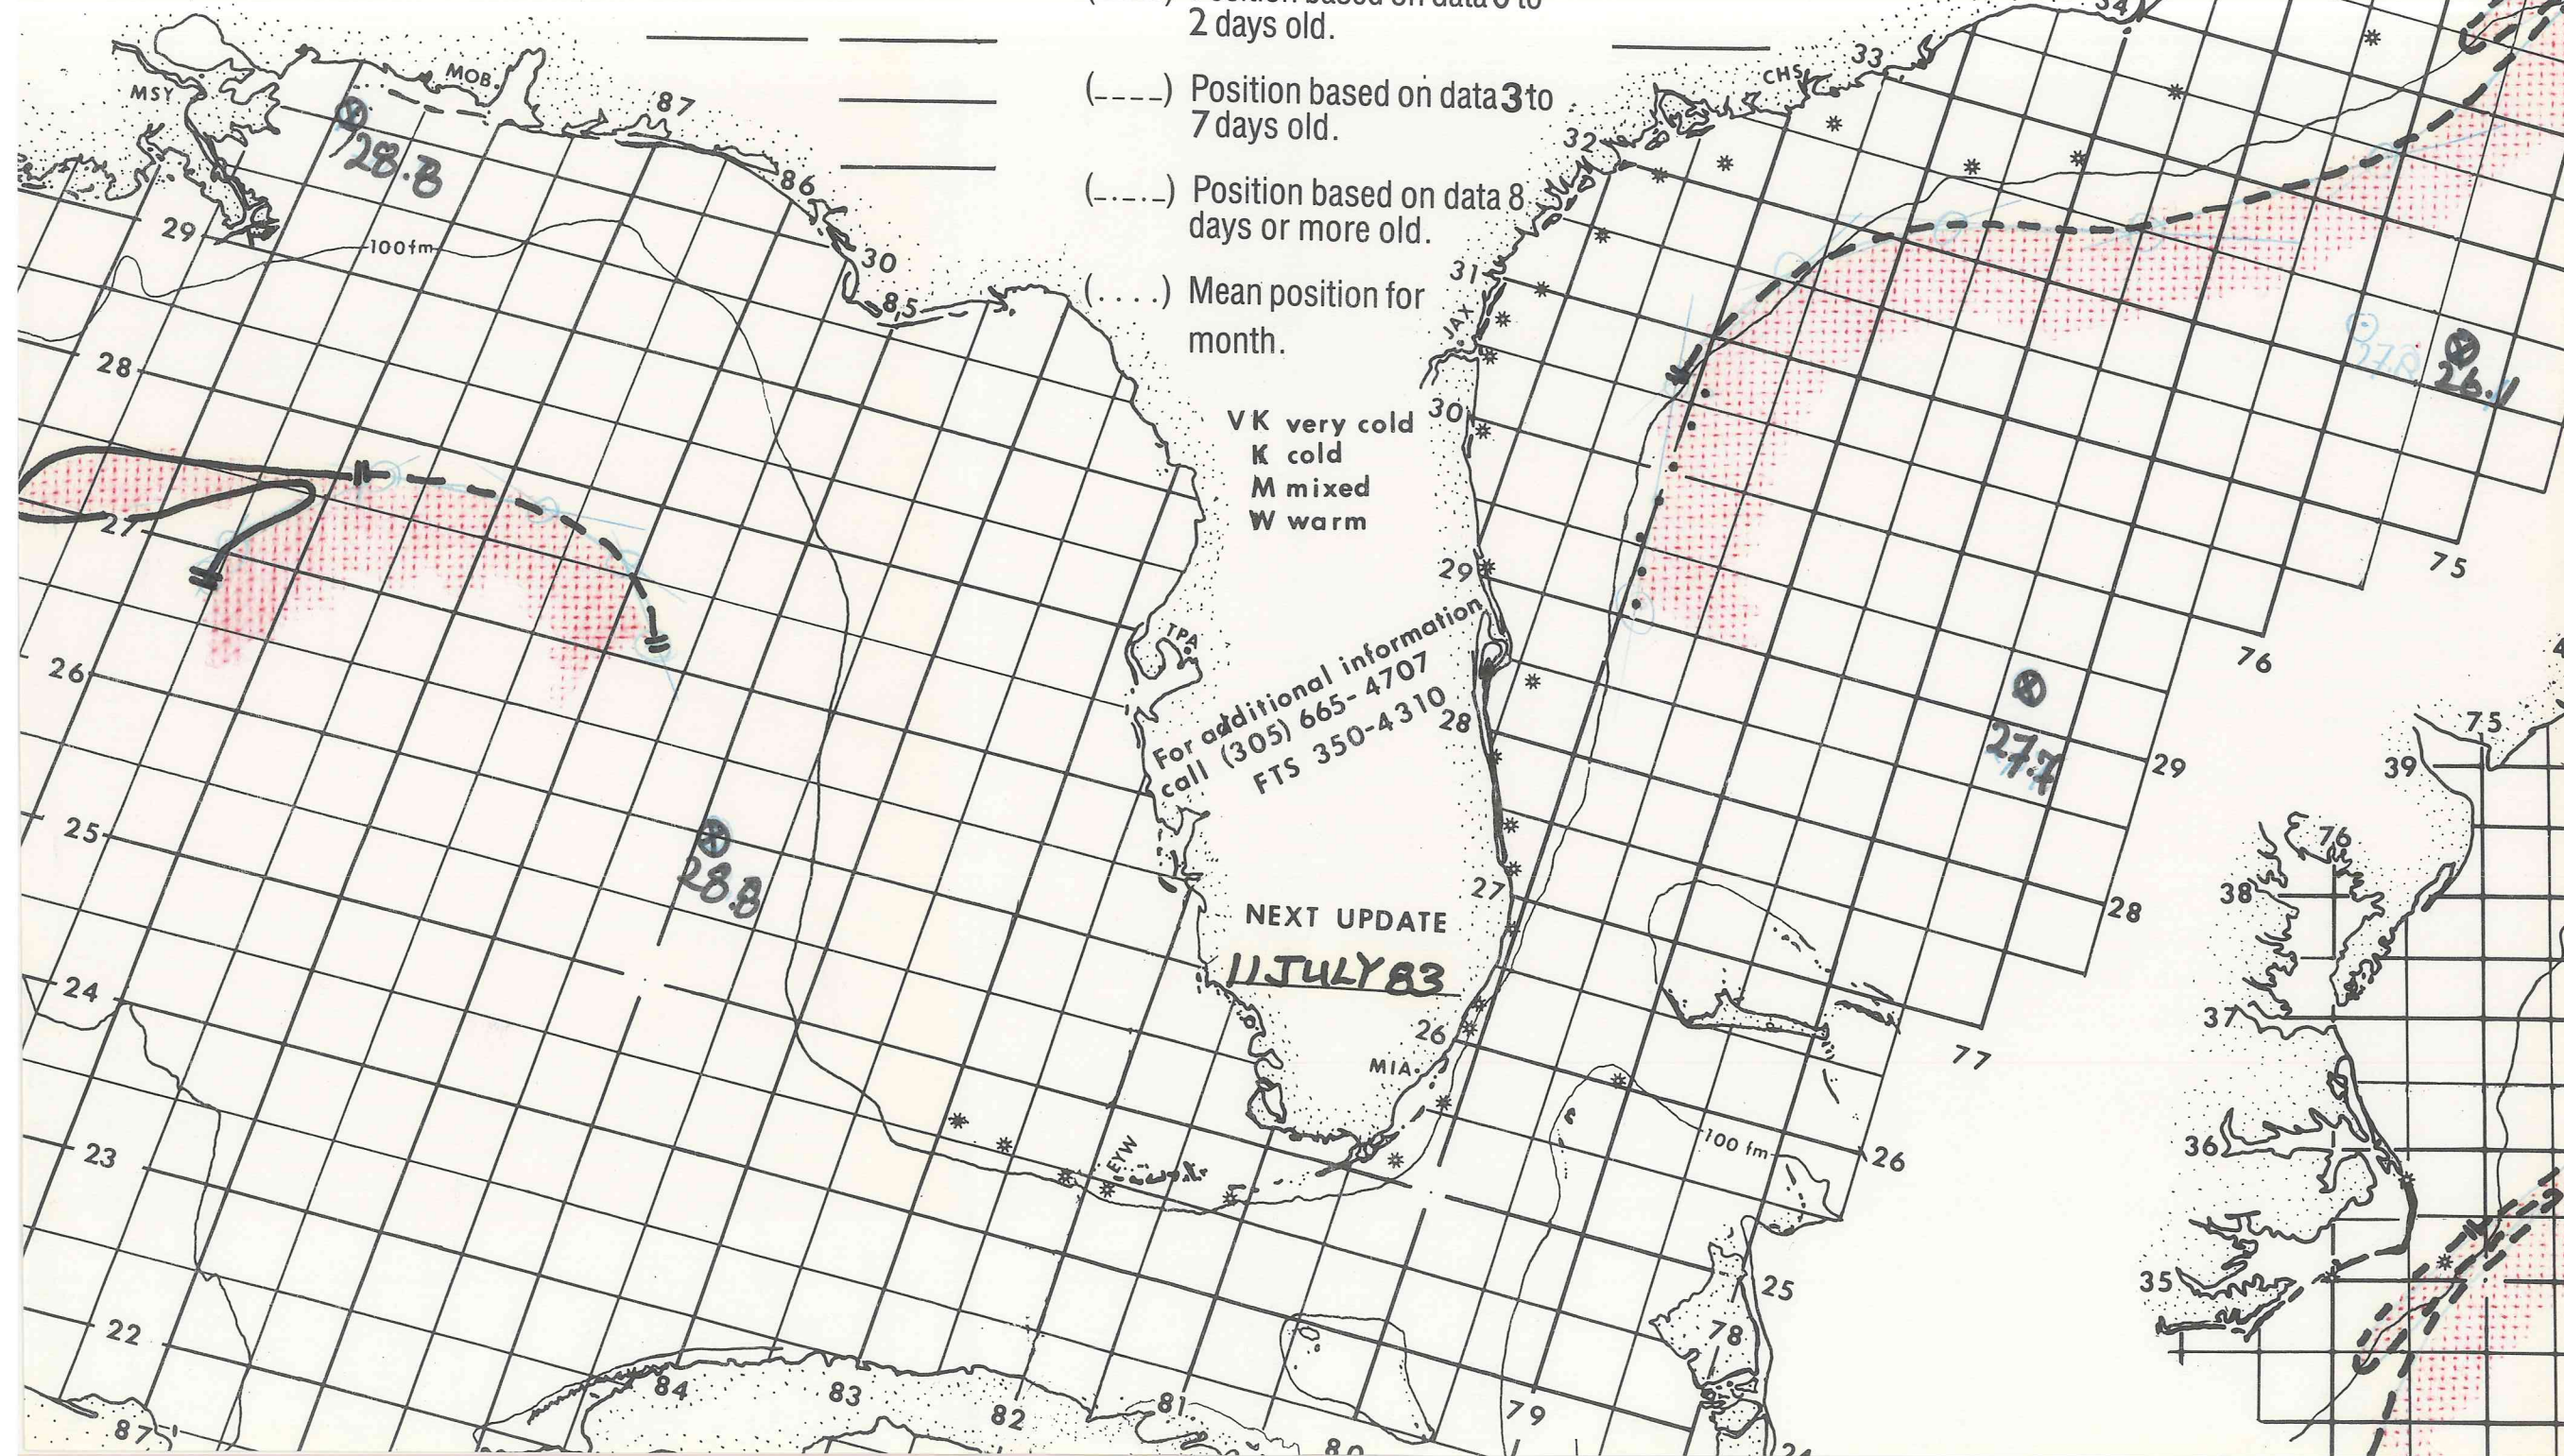 2 days old.
(----) Position based on data 3 to
7 days old.
(_._._) Position based on data 8
days or more old.
(....) Mean position for
month.
VK very cold
K cold
M mixed
W warm
For additional information
call (305) 665-4707
FTS 350-4310
NEXT UPDATE
11 JULY 83
MSY
MOB.
87
86
30
85
28.8
29
100 fm
28
27
26
25
24
23
22
87
28.8
84
83
82
81
80
79
78
EYW
MIA.
TPA
JAX
CHS
34
33
32
31
30
29
28
27
26
26.1
27.7
75
76
29
28
77
26
100 fm
25
24
75
39
76
38
37
36
35